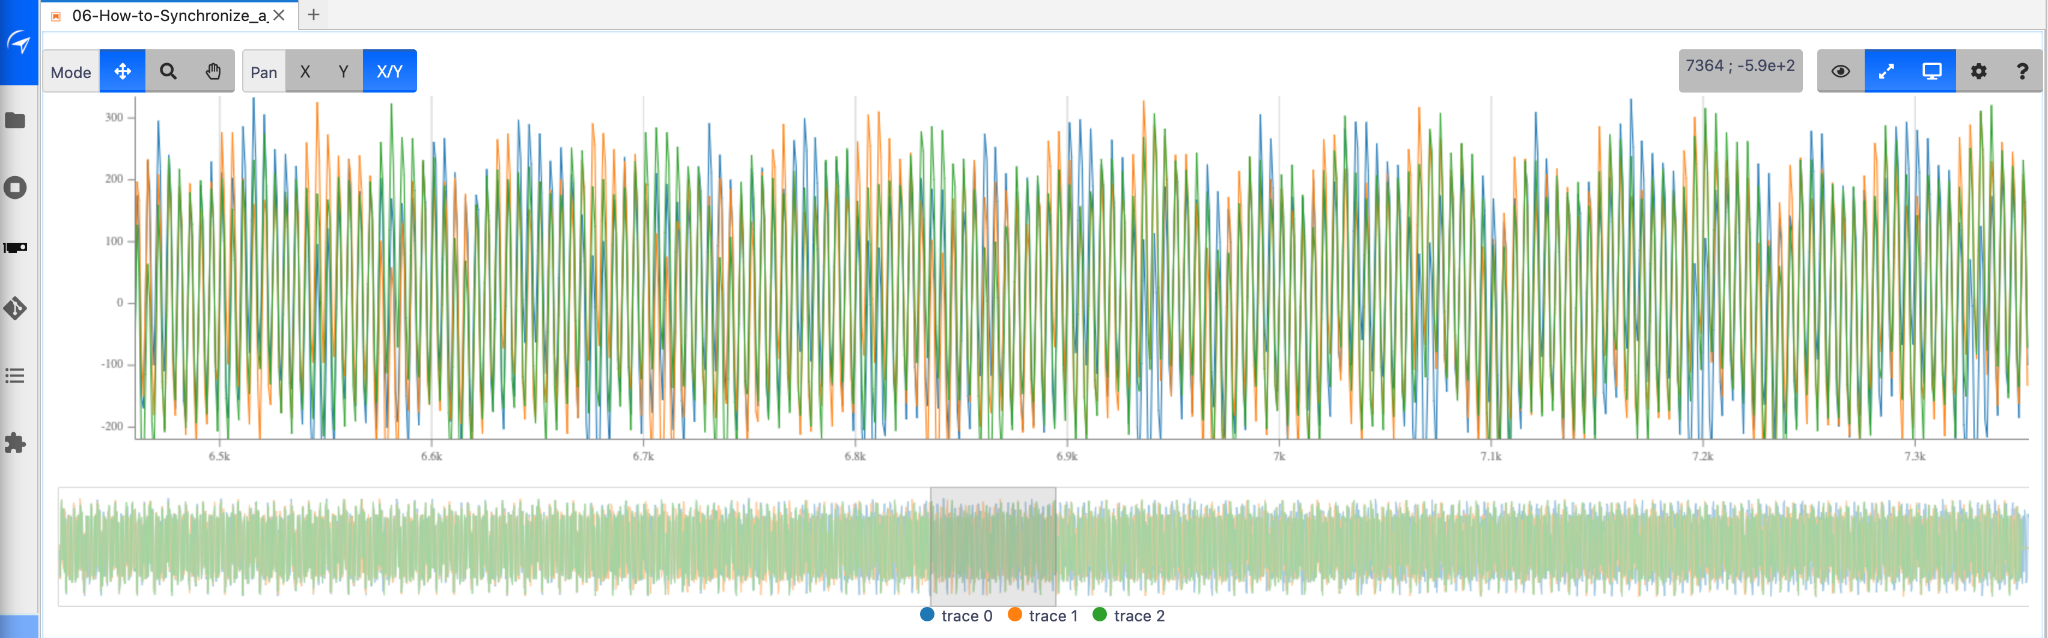 06-How-to-Synchronize_a.
Mode
Pan X Y X/Y
7364 ; -5.9e+2
?
300
200
100
0
-100
-200
6.5k 6.6k 6.7k 6.8k 6.9k 7k 7.1k 7.2k 7.3k
trace 0 trace 1 trace 2